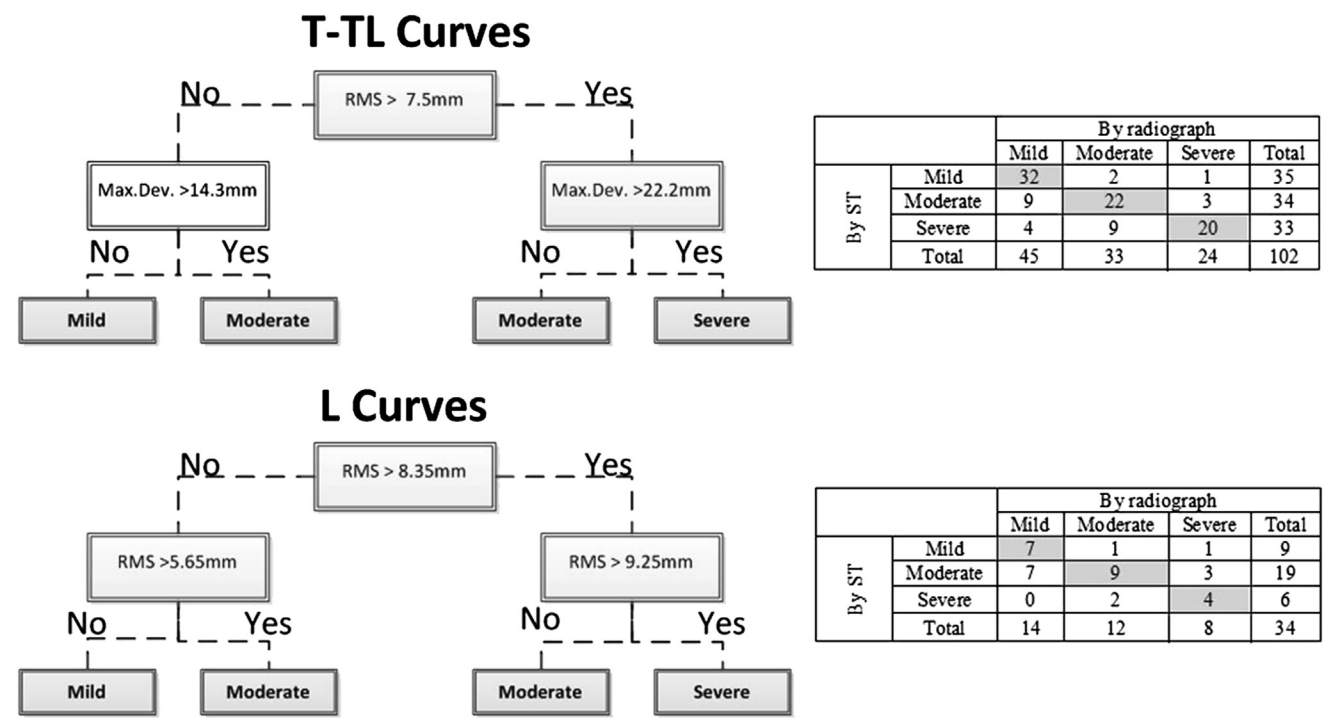 T-TL Curves
No
RMS > 7.5mm
Yes
Max.Dev. >14.3mm
Max.Dev. >22.2mm
No
Yes
No
Yes
Mild
Moderate
Moderate
Severe
By radiograph
Mild Moderate Severe Total
By ST
Mild 32 2 1 35
Moderate 9 22 3 34
Severe 4 9 20 33
Total 45 33 24 102
L Curves
No
RMS > 8.35mm
Yes
RMS >5.65mm
RMS > 9.25mm
No
Yes
No
Yes
Mild
Moderate
Moderate
Severe
By radiograph
Mild Moderate Severe Total
By ST
Mild 7 1 1 9
Moderate 7 9 3 19
Severe 0 2 4 6
Total 14 12 8 34